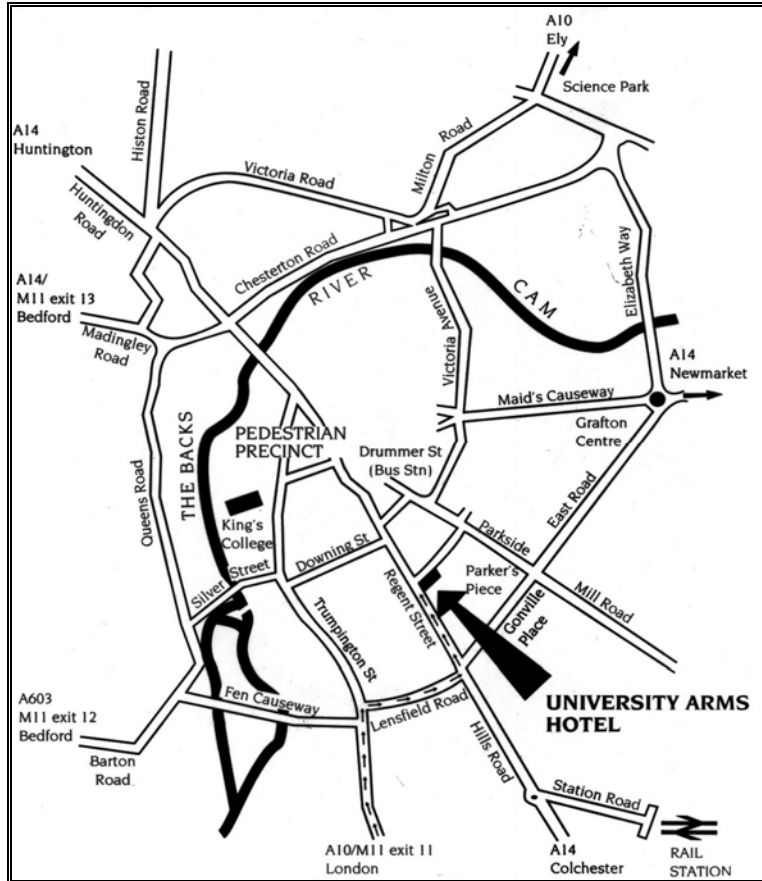 A10
Ely
Science Park
Milton Road
Histon Road
A14
Huntington
Huntingdon
Road
Victoria Road
Chesterton Road
RIVER
CAM
Elizabeth Way
A14/
M11 exit 13
Bedford
Madingley
Road
Victoria Avenue
A14
Newmarket
Maid's Causeway
Grafton
Centre
THE BACKS
PEDESTRIAN
PRECINCT
Drummer St
(Bus Stn)
Queens Road
King's
College
East Road
Parkside
Downing St
Silver Street
Regent Street
Parker's
Piece
Mill Road
Gonville
Place
Trumpington St
UNIVERSITY ARMS
HOTEL
A603
M11 exit 12
Bedford
Fen Causeway
Lensfield Road
Barton
Road
Hills Road
Station Road
A10/M11 exit 11
London
A14
Colchester
RAIL
STATION